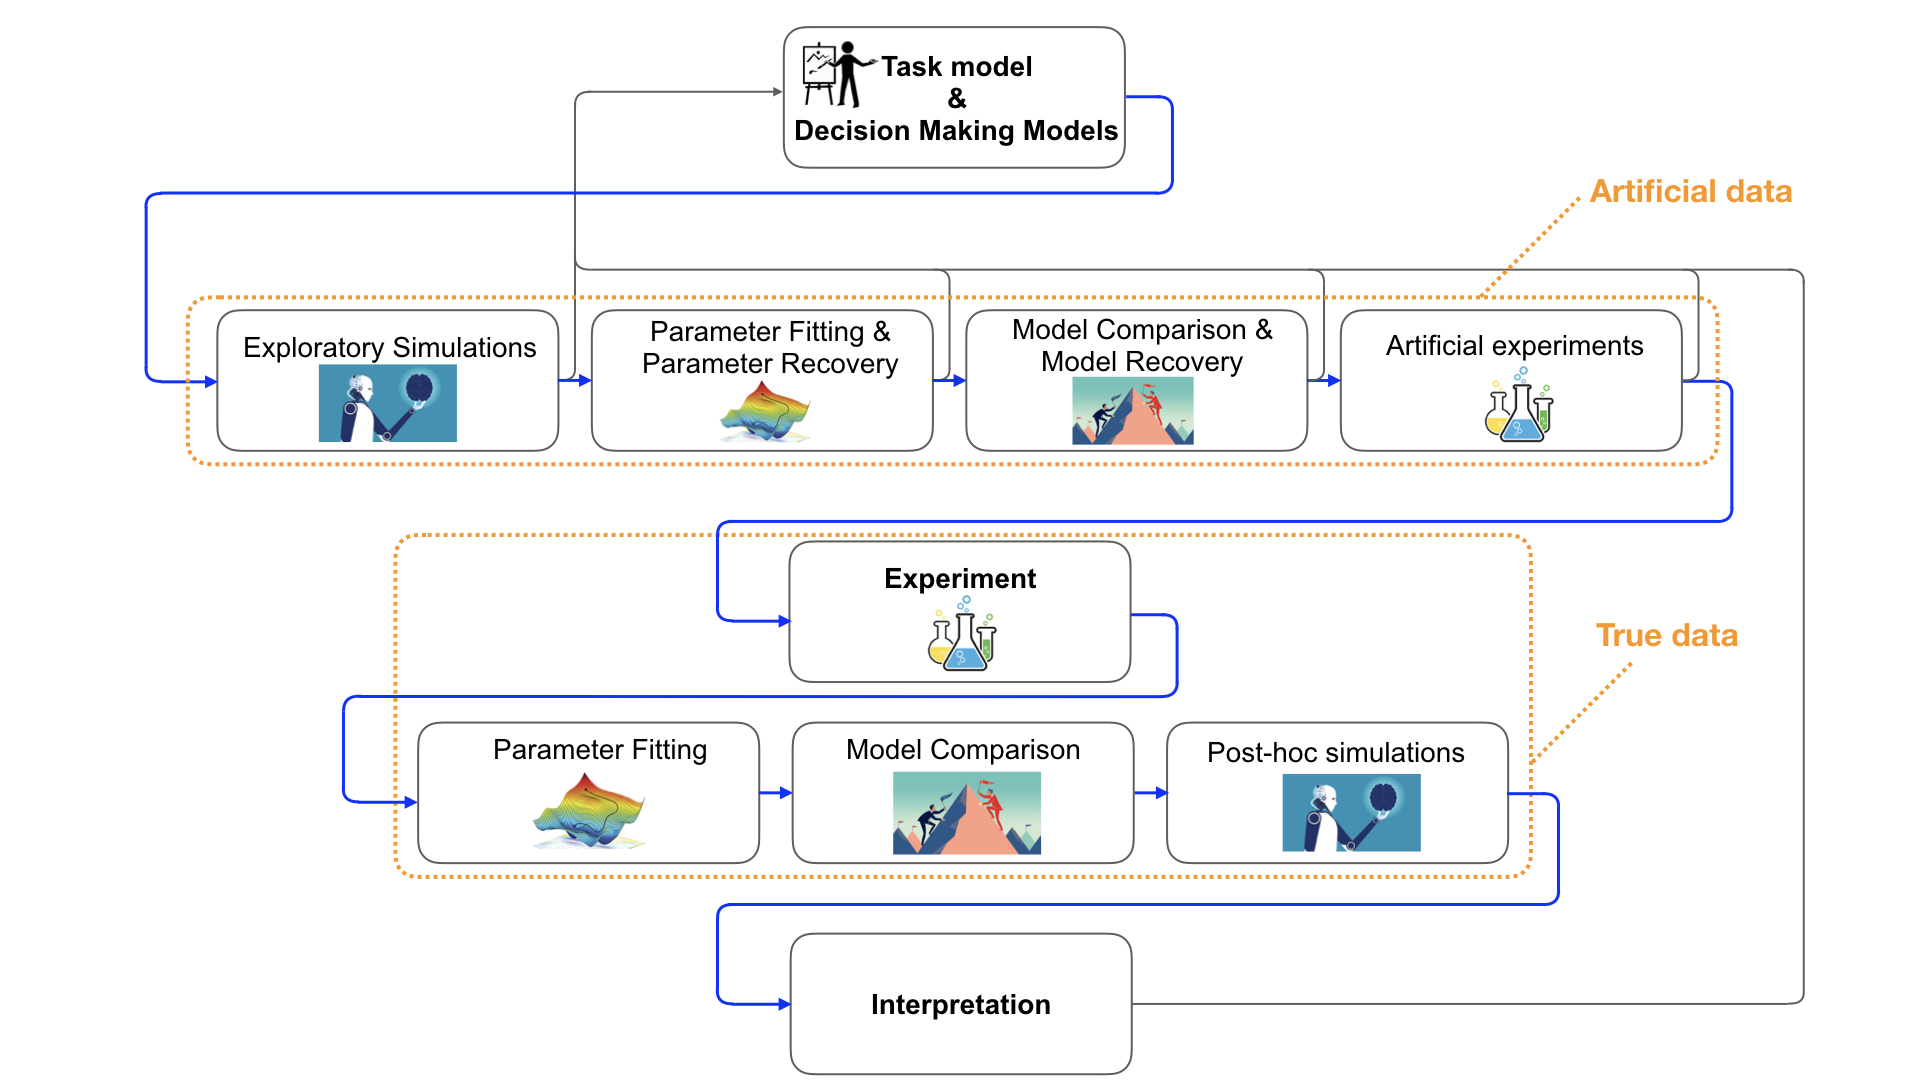 Task model
&
Decision Making Models
Artificial data
Exploratory Simulations
Parameter Fitting &
Parameter Recovery
Model Comparison &
Model Recovery
Artificial experiments
Experiment
True data
Parameter Fitting
Model Comparison
Post-hoc simulations
Interpretation